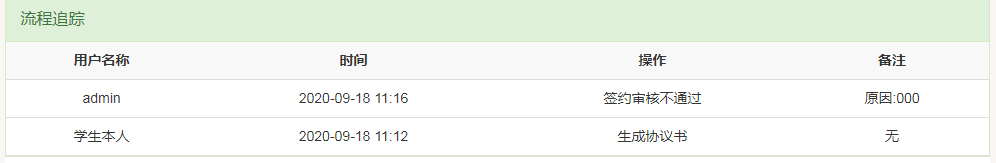 流程追踪
用户名称 时间 操作 备注
admin 2020-09-18 11:16 签约审核不通过 原因:000
学生本人 2020-09-18 11:12 生成协议书 无